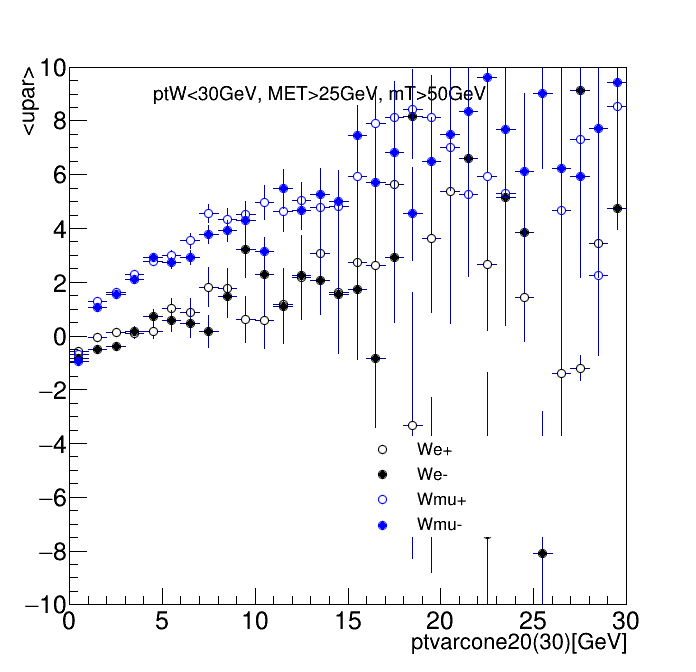 <upar>
ptW<30GeV, MET>25GeV, mT>50GeV
10
8
6
4
2
0
−2
−4
−6
−8
−10
We+
We-
Wmu+
Wmu-
0 5 10 15 20 25 30
ptvarcone20(30)[GeV]